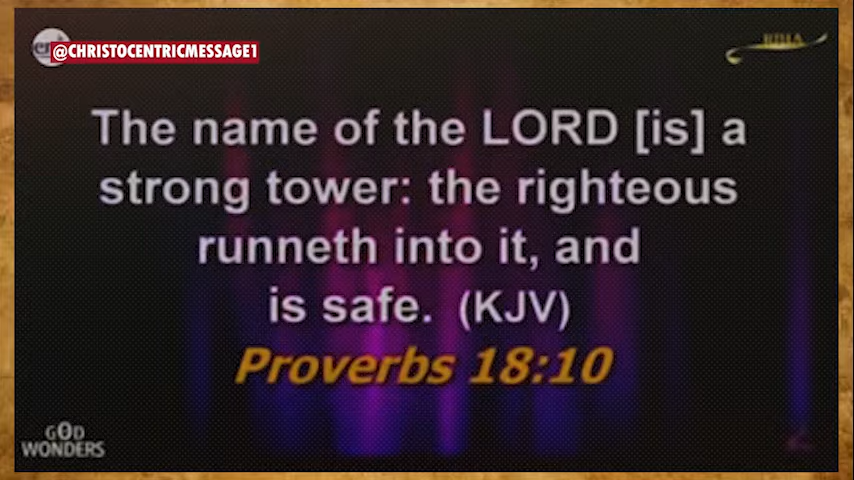 @CHRISTOCENTRICMESSAGE1
The name of the LORD [is] a
strong tower: the righteous
runneth into it, and
is safe. (KJV)
Proverbs 18:10
GOD
WONDERS